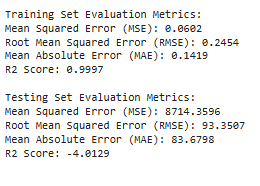 Training Set Evaluation Metrics:
Mean Squared Error (MSE): 0.0602
Root Mean Squared Error (RMSE): 0.2454
Mean Absolute Error (MAE): 0.1419
R2 Score: 0.9997
Testing Set Evaluation Metrics:
Mean Squared Error (MSE): 8714.3596
Root Mean Squared Error (RMSE): 93.3507
Mean Absolute Error (MAE): 83.6798
R2 Score: -4.0129